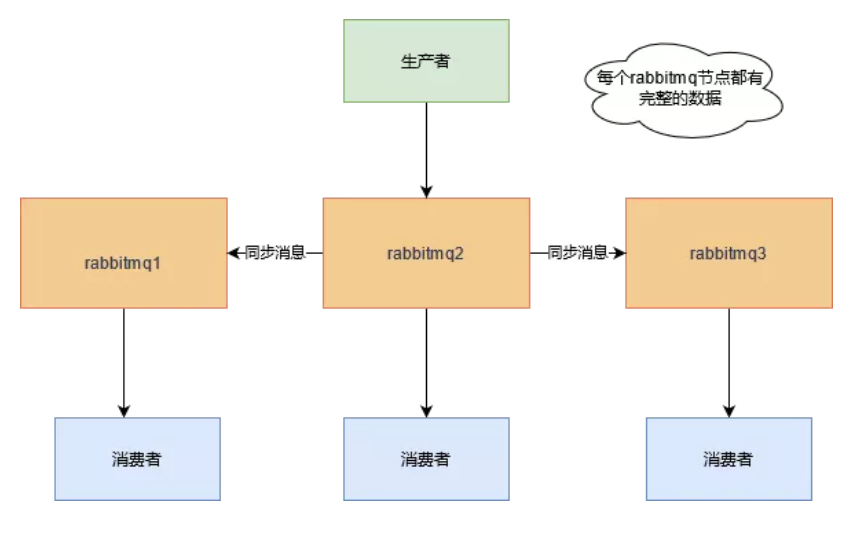 生产者
每个rabbitmq节点都有
完整的数据
rabbitmq1
同步消息
rabbitmq2
同步消息
rabbitmq3
消费者
消费者
消费者